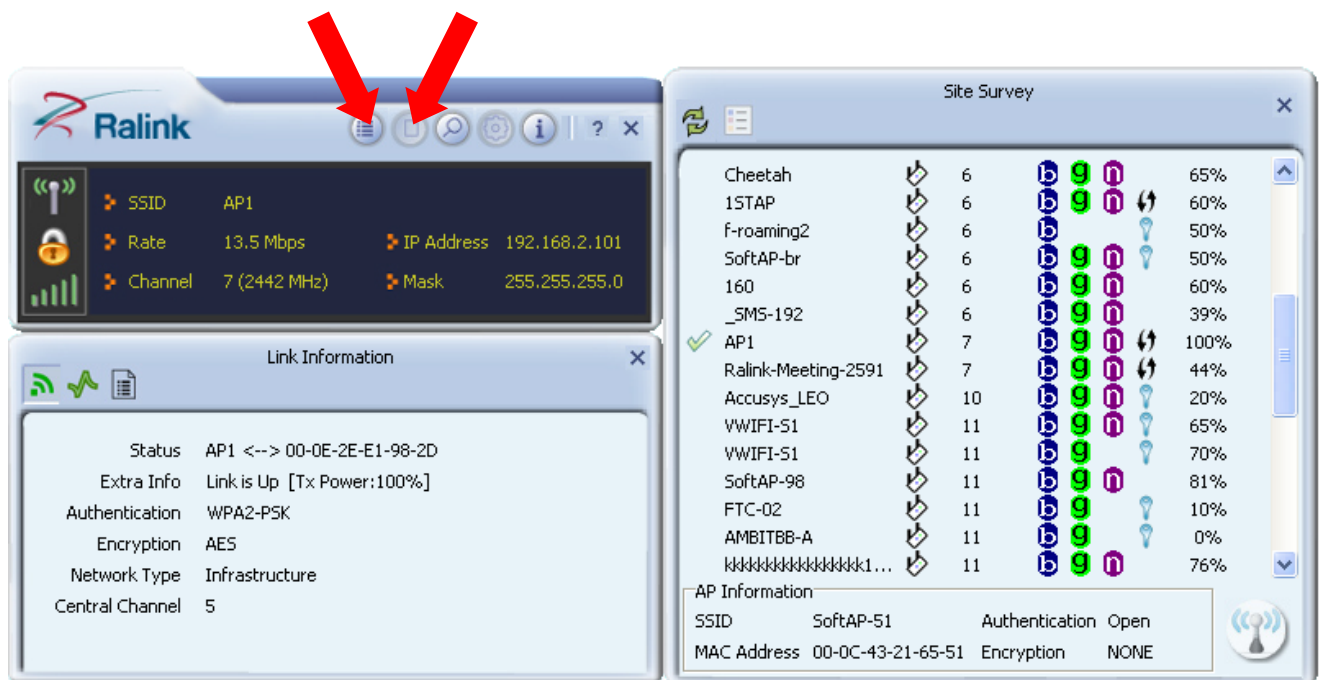 Ralink
i ? ×
SSID AP1
Rate 13.5 Mbps IP Address 192.168.2.101
Channel 7 (2442 MHz) Mask 255.255.255.0
Link Information
Status AP1 <--> 00-0E-2E-E1-98-2D
Extra Info Link is Up [Tx Power:100%]
Authentication WPA2-PSK
Encryption AES
Network Type Infrastructure
Central Channel 5
Site Survey
Cheetah 6 b g n 65%
1STAP 6 b g n 60%
f-roaming2 6 b 50%
SoftAP-br 6 b g n 50%
160 6 b g n 60%
_SMS-192 6 b g n 39%
AP1 7 b g n 100%
Ralink-Meeting-2591 7 b g n 44%
Accusys_LEO 10 b g n 20%
VWIFI-S1 11 b g n 65%
VWIFI-S1 11 b g 70%
SoftAP-98 11 b g n 81%
FTC-02 11 b g 10%
AMBITBB-A 11 b g 0%
kkkkkkkkkkkkkkkkk1... 11 b g n 76%
AP Information
SSID SoftAP-51 Authentication Open
MAC Address 00-0C-43-21-65-51 Encryption NONE